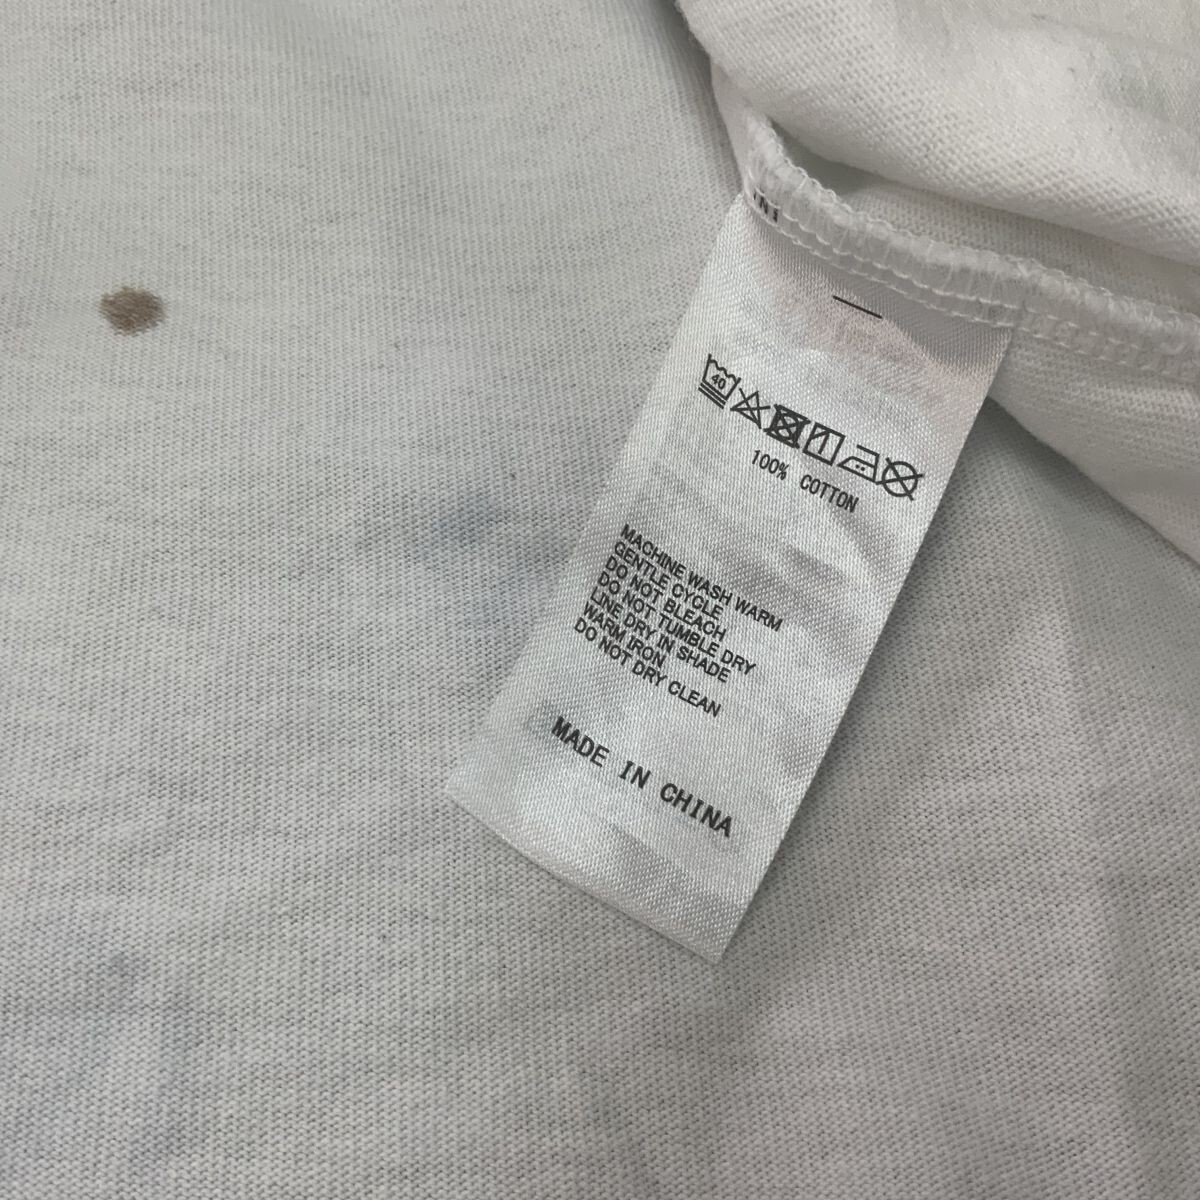 40
100% COTTON
MACHINE WASH WARM
GENTLE CYCLE
DO NOT BLEACH
DO NOT TUMBLE DRY
LINE DRY IN SHADE
WARM IRON
DO NOT DRY CLEAN
MADE IN CHINA